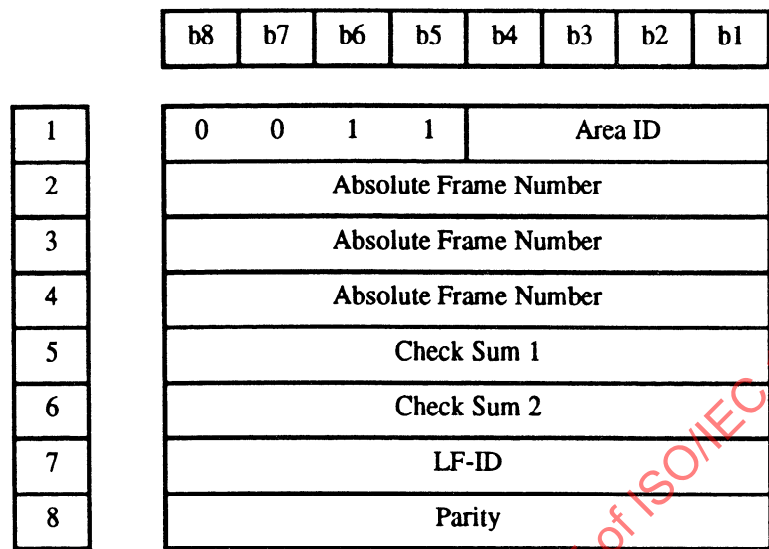 b8 b7 b6 b5 b4 b3 b2 b1
1 0 0 1 1 Area ID
2 Absolute Frame Number
3 Absolute Frame Number
4 Absolute Frame Number
5 Check Sum 1
6 Check Sum 2
7 LF-ID
8 Parity
of ISO/IEC